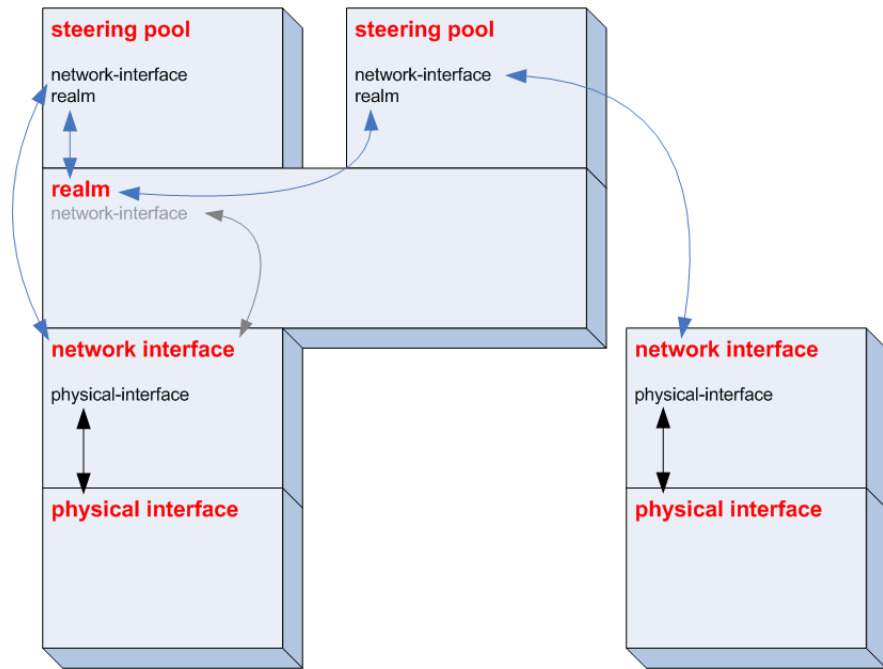 steering pool
network-interface
realm
steering pool
network-interface
realm
realm
network-interface
network interface
physical-interface
physical interface
network interface
physical-interface
physical interface